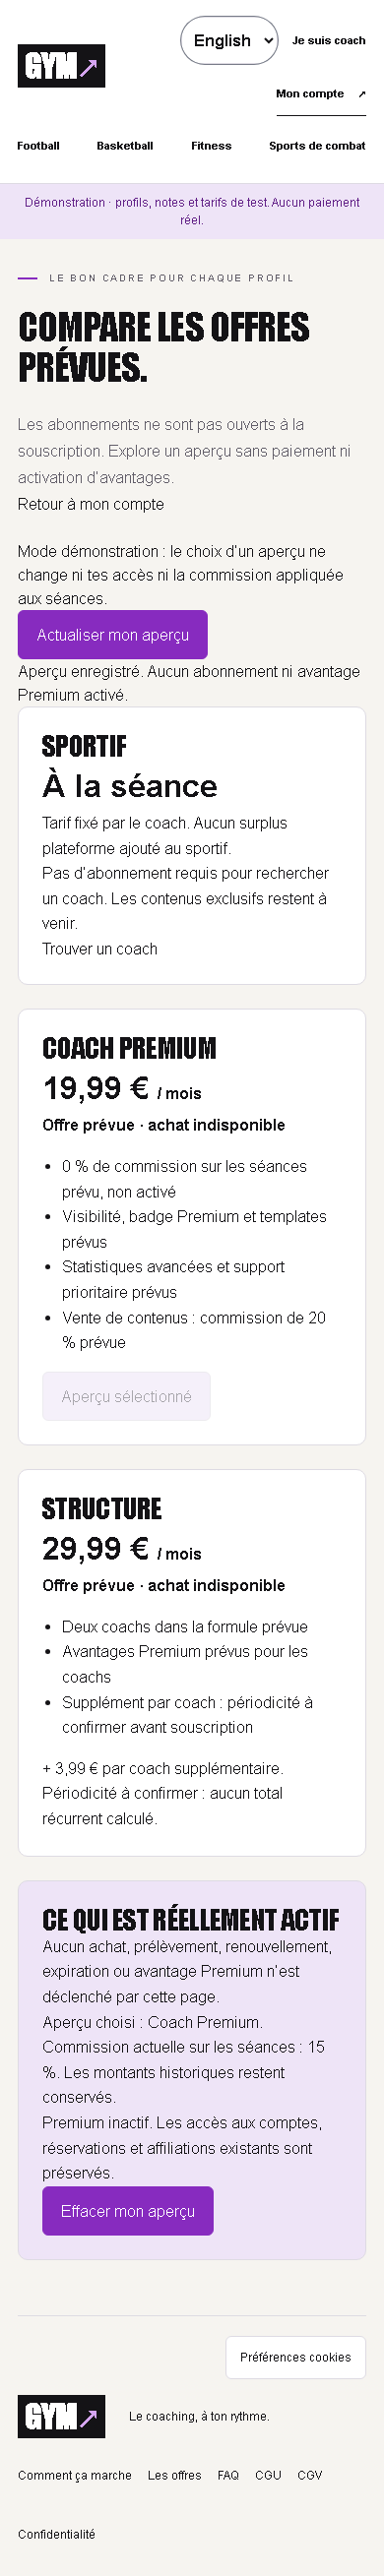 GYM↗
English
Je suis coach
Mon compte ↗
Football
Basketball
Fitness
Sports de combat
Démonstration · profils, notes et tarifs de test. Aucun paiement
réel.
LE BON CADRE POUR CHAQUE PROFIL
COMPARE LES OFFRES
PRÉVUES.
Les abonnements ne sont pas ouverts à la
souscription. Explore un aperçu sans paiement ni
activation d'avantages.
Retour à mon compte
Mode démonstration : le choix d'un aperçu ne
change ni tes accès ni la commission appliquée
aux séances.
Actualiser mon aperçu
Aperçu enregistré. Aucun abonnement ni avantage
Premium activé.
SPORTIF
À la séance
Tarif fixé par le coach. Aucun surplus
plateforme ajouté au sportif.
Pas d'abonnement requis pour rechercher
un coach. Les contenus exclusifs restent à
venir.
Trouver un coach
COACH PREMIUM
19,99 € / mois
Offre prévue · achat indisponible
• 0 % de commission sur les séances
prévu, non activé
• Visibilité, badge Premium et templates
prévus
• Statistiques avancées et support
prioritaire prévus
• Vente de contenus : commission de 20
% prévue
Aperçu sélectionné
STRUCTURE
29,99 € / mois
Offre prévue · achat indisponible
• Deux coachs dans la formule prévue
• Avantages Premium prévus pour les
coachs
• Supplément par coach : périodicité à
confirmer avant souscription
+ 3,99 € par coach supplémentaire.
Périodicité à confirmer : aucun total
récurrent calculé.
CE QUI EST RÉELLEMENT ACTIF
Aucun achat, prélèvement, renouvellement,
expiration ou avantage Premium n'est
déclenché par cette page.
Aperçu choisi : Coach Premium.
Commission actuelle sur les séances : 15
%. Les montants historiques restent
conservés.
Premium inactif. Les accès aux comptes,
réservations et affiliations existants sont
préservés.
Effacer mon aperçu
Préférences cookies
GYM↗
Le coaching, à ton rythme.
Comment ça marche
Les offres
FAQ
CGU
CGV
Confidentialité